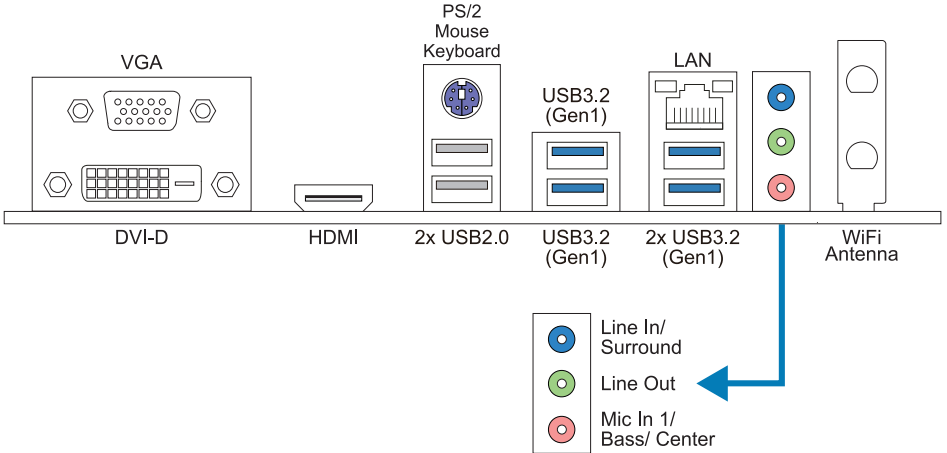 PS/2
Mouse
Keyboard
VGA
LAN
USB3.2
(Gen1)
DVI-D
HDMI
2x USB2.0
USB3.2
(Gen1)
2x USB3.2
(Gen1)
WiFi
Antenna
Line In/
Surround
Line Out
Mic In 1/
Bass/ Center